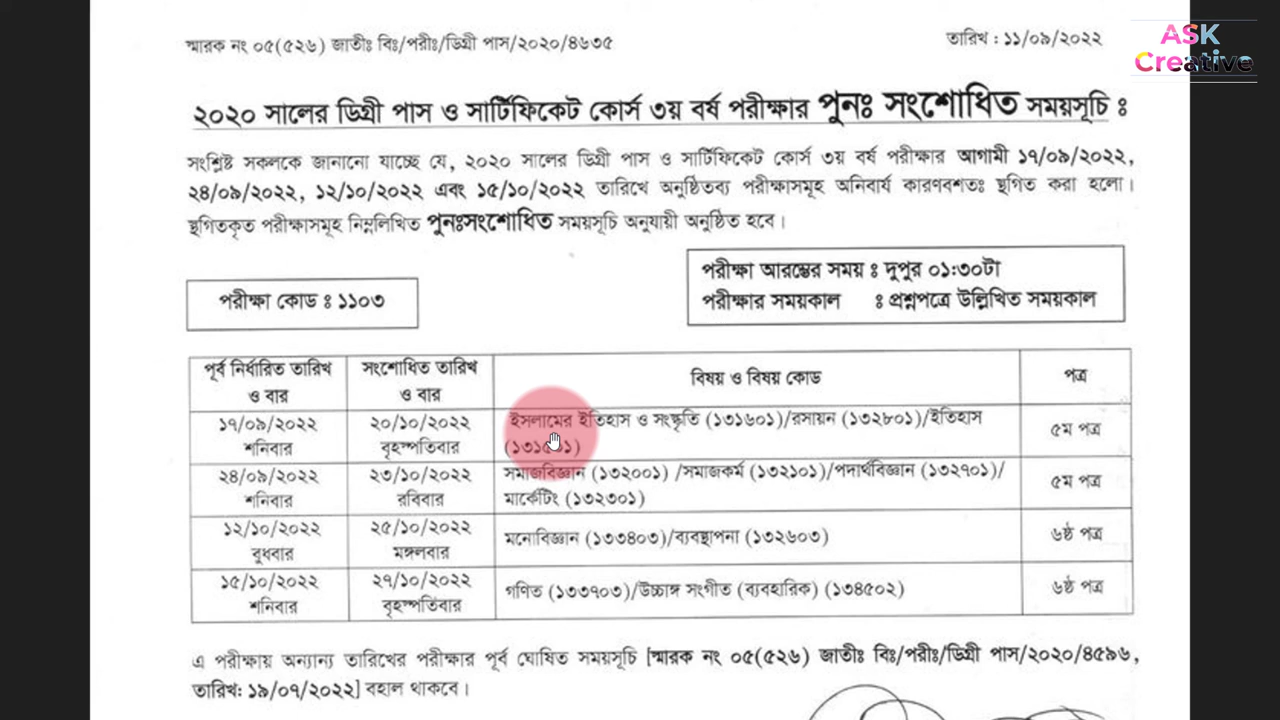 স্মারক নং ০৫(৫২৬) জাতীঃ বিঃ/পরীঃ/ডিগ্রী পাস/২০২০/৪৬৩৫
তারিখ : ১১/০৯/২০২২
ASK
Creative
২০২০ সালের ডিগ্রী পাস ও সার্টিফিকেট কোর্স ৩য় বর্ষ পরীক্ষার পুনঃ সংশোধিত সময়সূচি ঃ
সংশ্লিষ্ট সকলকে জানানো যাচ্ছে যে, ২০২০ সালের ডিগ্রী পাস ও সার্টিফিকেট কোর্স ৩য় বর্ষ পরীক্ষার আগামী ১৭/০৯/২০২২,
২৪/০৯/২০২২, ১২/১০/২০২২ এবং ১৫/১০/২০২২ তারিখে অনুষ্ঠিতব্য পরীক্ষাসমূহ অনিবার্য কারণবশতঃ স্থগিত করা হলো।
স্থগিতকৃত পরীক্ষাসমূহ নিম্নলিখিত পুনঃসংশোধিত সময়সূচি অনুযায়ী অনুষ্ঠিত হবে।
পরীক্ষা কোড ঃ ১১০৩
পরীক্ষা আরম্ভের সময় ঃ দুপুর ০১:৩০টা
পরীক্ষার সময়কাল ঃ প্রশ্নপত্রে উল্লিখিত সময়কাল
পূর্ব নির্ধারিত তারিখ ও বার
সংশোধিত তারিখ ও বার
বিষয় ও বিষয় কোড
পত্র
১৭/০৯/২০২২ শনিবার
২০/১০/২০২২ বৃহস্পতিবার
ইসলামের ইতিহাস ও সংস্কৃতি (১৩১৬০১)/রসায়ন (১৩২৮০১)/ইতিহাস
৫ম পত্র
২৪/০৯/২০২২ শনিবার
২৩/১০/২০২২ রবিবার
সমাজবিজ্ঞান (১৩২০০১) /সমাজকর্ম (১৩২১০১)/পদার্থবিজ্ঞান (১৩২৭০১)/
মার্কেটিং (১৩২৩০১)
৫ম পত্র
১২/১০/২০২২ বুধবার
২৫/১০/২০২২ মঙ্গলবার
মনোবিজ্ঞান (১৩৩৪০৩)/ব্যবস্থাপনা (১৩২৬০৩)
৬ষ্ঠ পত্র
১৫/১০/২০২২ শনিবার
২৭/১০/২০২২ বৃহস্পতিবার
গণিত (১৩৩৭০৩)/উচ্চাঙ্গ সংগীত (ব্যবহারিক) (১৩৪৫০২)
৬ষ্ঠ পত্র
এ পরীক্ষায় অন্যান্য তারিখের পরীক্ষার পূর্ব ঘোষিত সময়সূচি [স্মারক নং ০৫(৫২৬) জাতীঃ বিঃ/পরীঃ/ডিগ্রী পাস/২০২০/৪৫৯৬,
তারিখ: ১৯/০৭/২০২২] বহাল থাকবে।